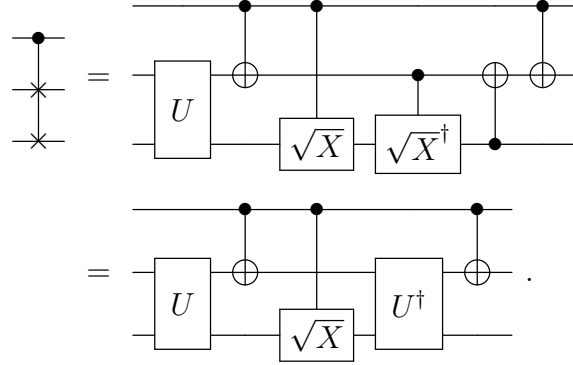 =
U
√X
√X†
=
U
√X
U†
.